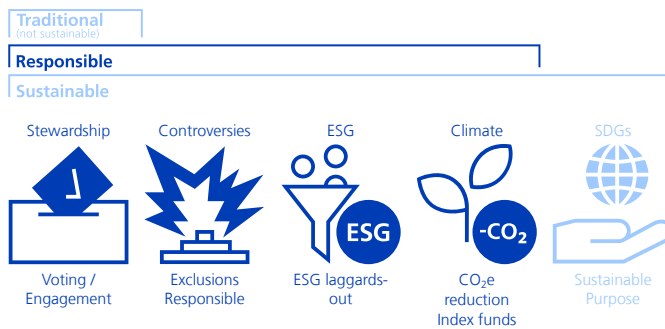 Traditional
(not sustainable)
Responsible
Sustainable
Stewardship
Controversies
ESG
Climate
SDGs
ESG
-CO₂
Voting /
Engagement
Exclusions
Responsible
ESG laggards-
out
CO₂e
reduction
Index funds
Sustainable
Purpose